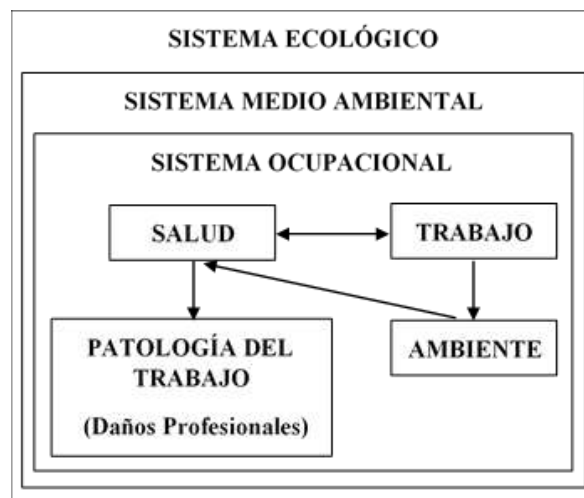 SISTEMA ECOLÓGICO
SISTEMA MEDIO AMBIENTAL
SISTEMA OCUPACIONAL
SALUD
TRABAJO
PATOLOGÍA DEL
TRABAJO
(Daños Profesionales)
AMBIENTE